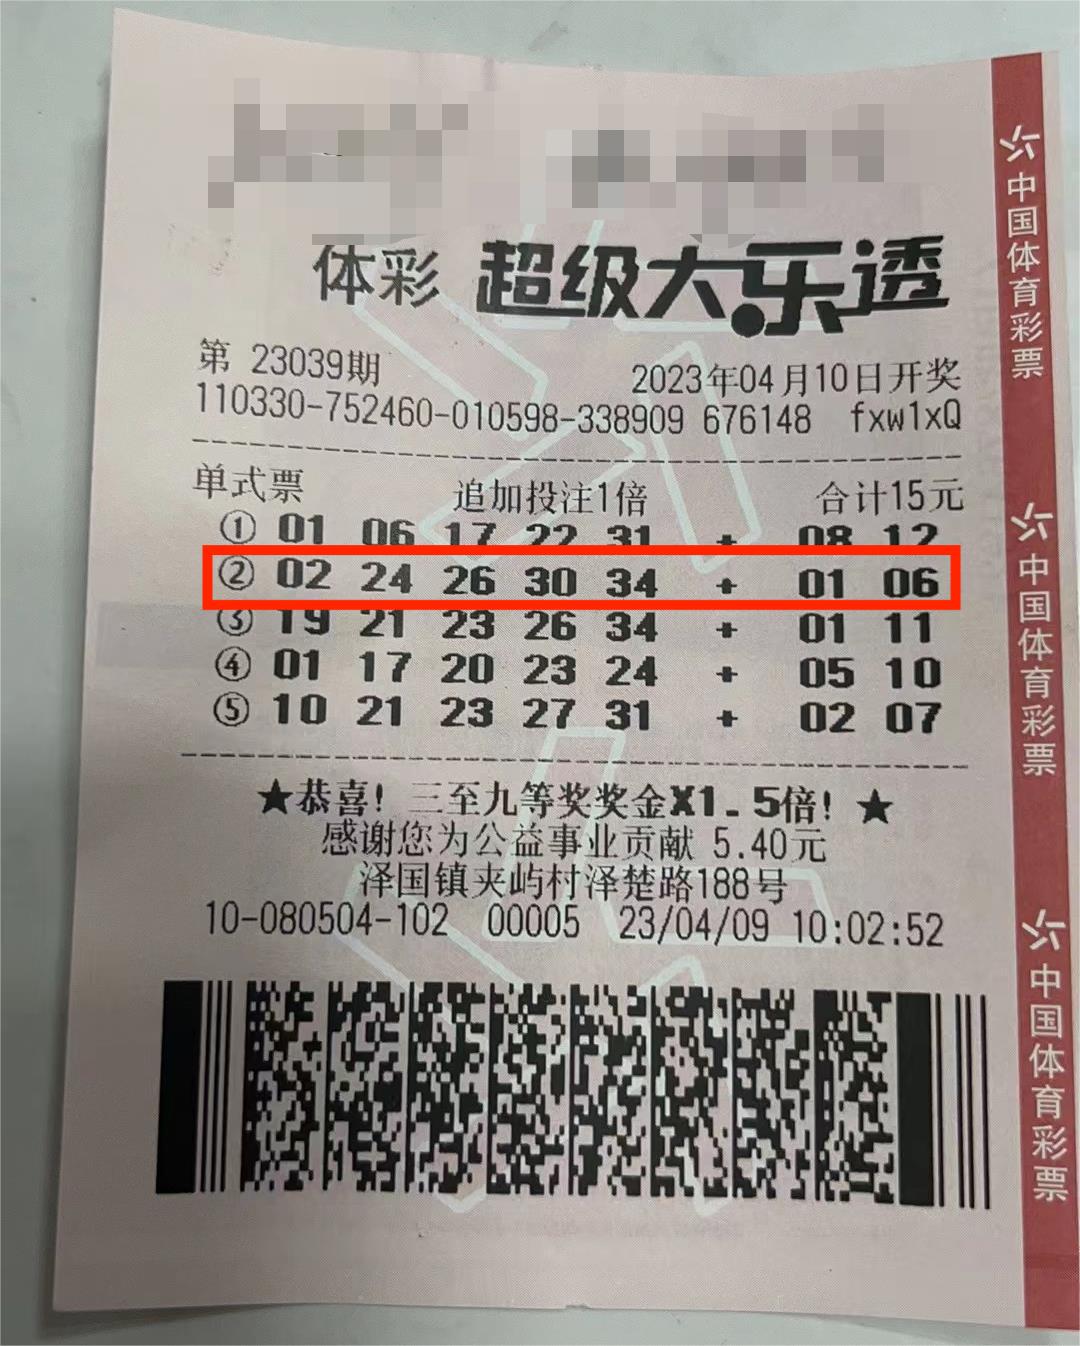 体彩 超级大乐透
第 23039期 2023年04月10日开奖
110330-752460-010598-338909 676148 fxw1xQ
单式票 追加投注1倍 合计15元
① 01 06 17 22 31 + 08 12
② 02 24 26 30 34 + 01 06
③ 19 21 23 26 34 + 01 11
④ 01 17 20 23 24 + 05 10
⑤ 10 21 23 27 31 + 02 07
★恭喜! 三至九等奖奖金X1.5倍! ★
感谢您为公益事业贡献 5.40元
泽国镇夹屿村泽楚路188号
10-080504-102 00005 23/04/09 10:02:52
中国体育彩票
中国体育彩票
中国体育彩票